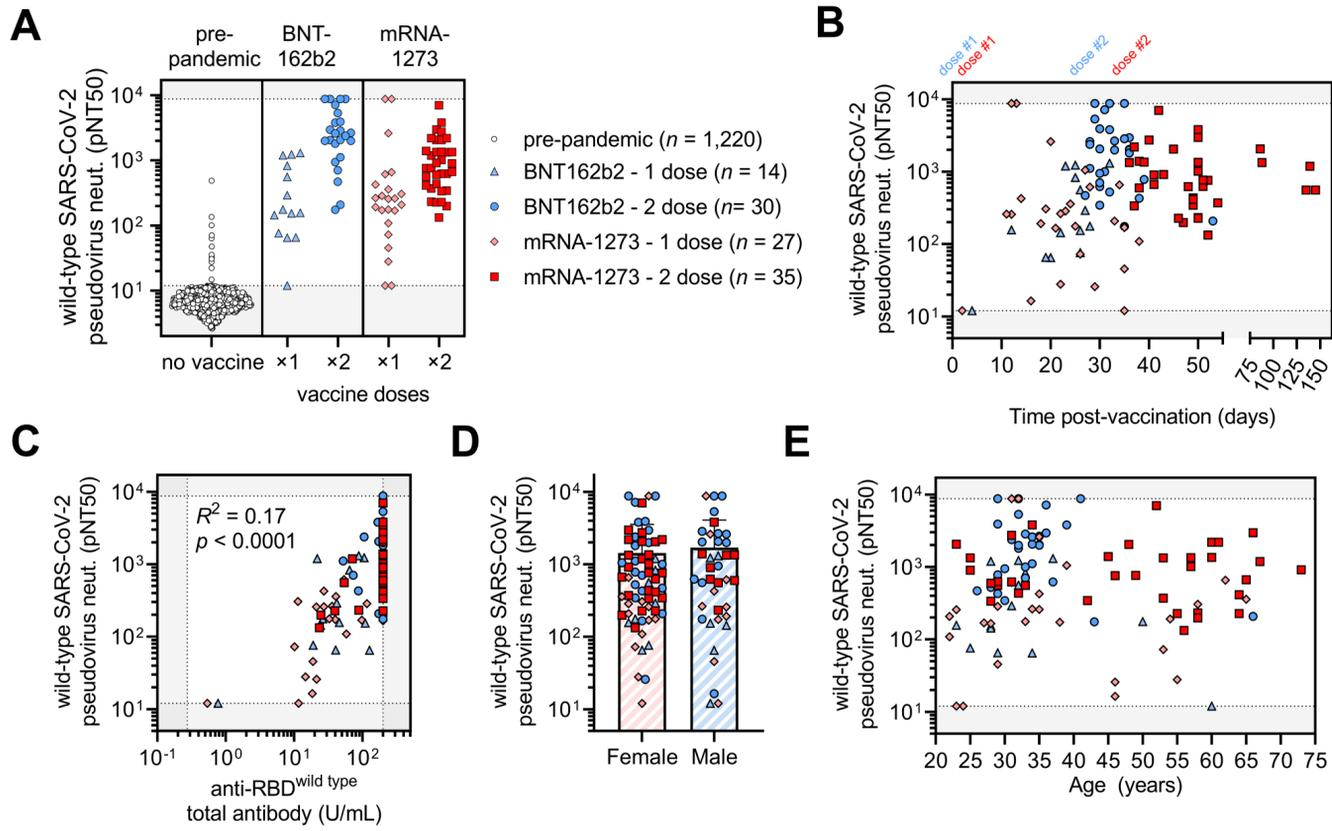 A
pre-
pandemic
BNT-
162b2
mRNA-
1273
wild-type SARS-CoV-2
pseudovirus neut. (pNT50)
10⁴
10³
10²
10¹
no vaccine
×1
×2
×1
×2
vaccine doses
pre-pandemic (n = 1,220)
BNT162b2 - 1 dose (n = 14)
BNT162b2 - 2 dose (n= 30)
mRNA-1273 - 1 dose (n = 27)
mRNA-1273 - 2 dose (n = 35)
B
dose #1
dose #1
dose #2
dose #2
wild-type SARS-CoV-2
pseudovirus neut. (pNT50)
10⁴
10³
10²
10¹
0 10 20 30 40 50 75 100 125 150
Time post-vaccination (days)
C
wild-type SARS-CoV-2
pseudovirus neut. (pNT50)
10⁴
10³
10²
10¹
R² = 0.17
p < 0.0001
10⁻¹ 10⁰ 10¹ 10²
anti-RBDʷⁱˡᵈ ᵗʸᵖᵉ
total antibody (U/mL)
D
wild-type SARS-CoV-2
pseudovirus neut. (pNT50)
10⁴
10³
10²
10¹
Female Male
E
wild-type SARS-CoV-2
pseudovirus neut. (pNT50)
10⁴
10³
10²
10¹
20 25 30 35 40 45 50 55 60 65 70 75
Age (years)